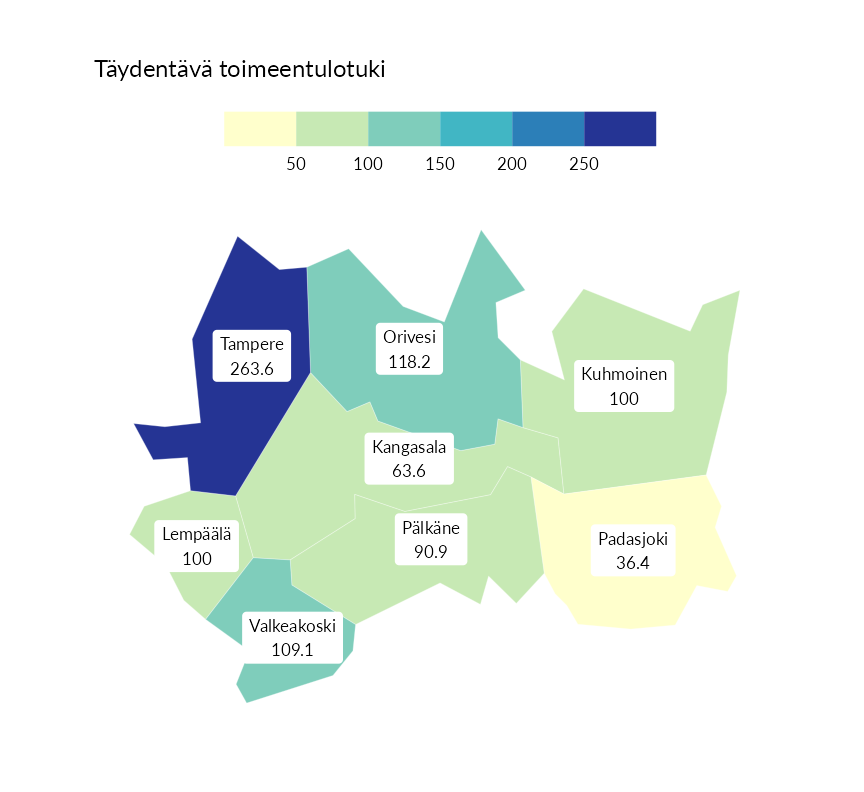 Täydentävä toimeentulotuki
50 100 150 200 250
Tampere
263.6
Orivesi
118.2
Kuhmoinen
100
Kangasala
63.6
Lempäälä
100
Pälkäne
90.9
Padasjoki
36.4
Valkeakoski
109.1